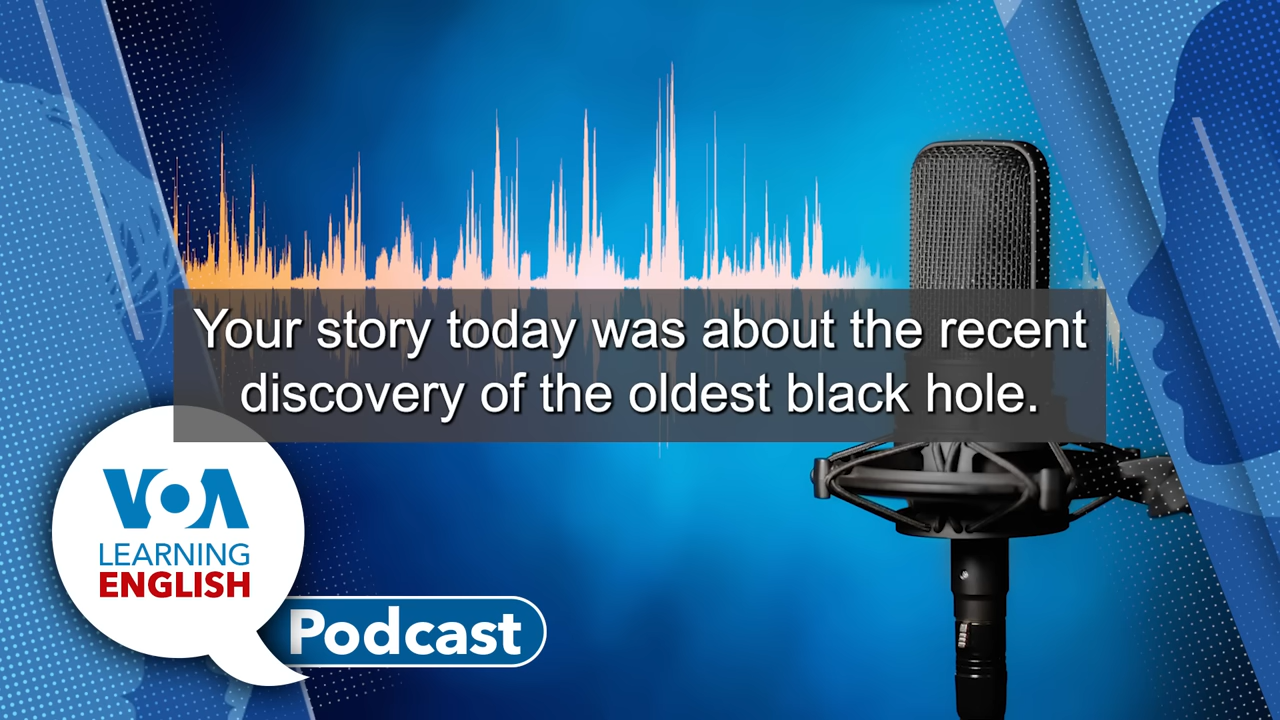 Your story today was about the recent
discovery of the oldest black hole.
VOA
LEARNING
ENGLISH
Podcast